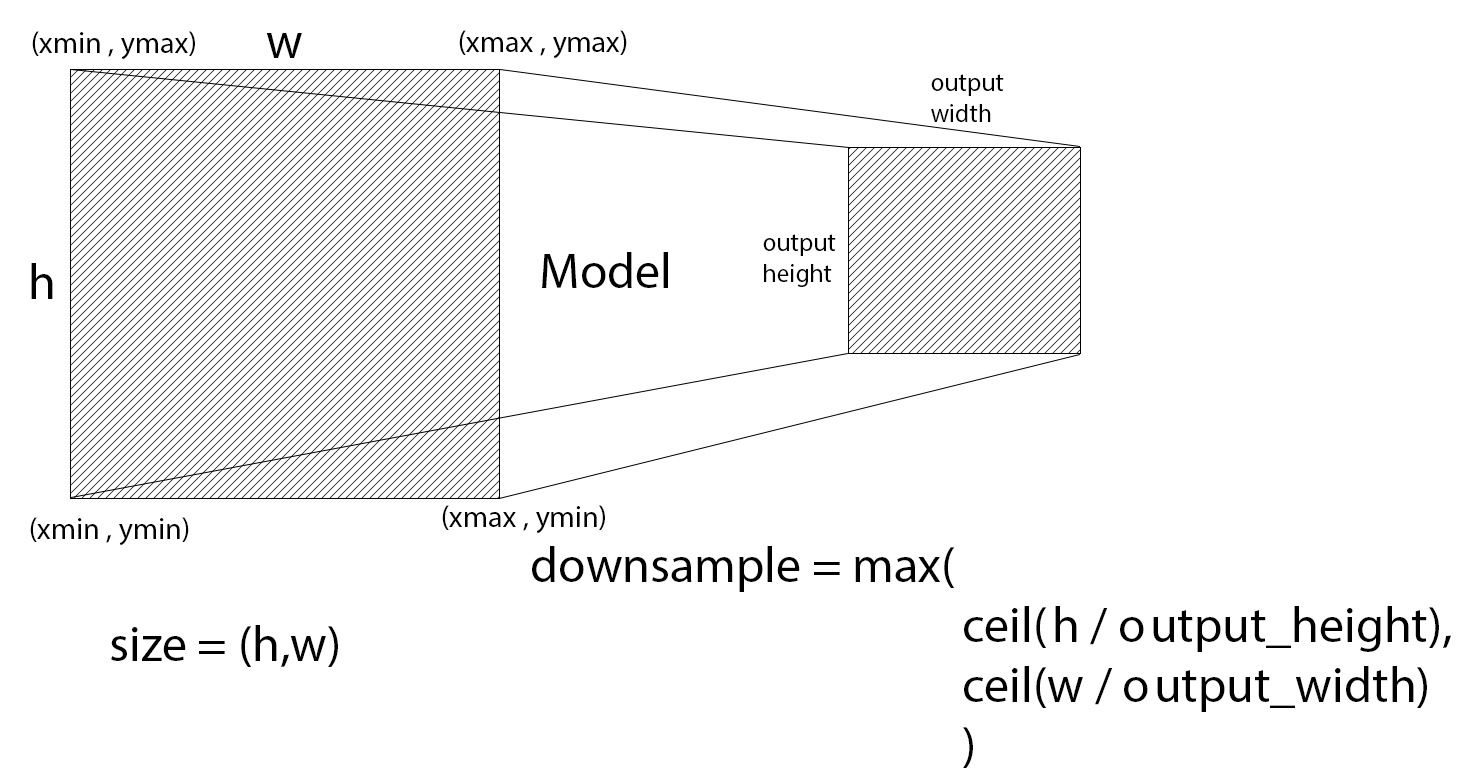 (xmin , ymax)
w
(xmax , ymax)
output
width
output
height
h
Model
(xmin , ymin)
(xmax , ymin)
downsample = max(
ceil(h / output_height),
size = (h,w)
ceil(w / output_width)
)